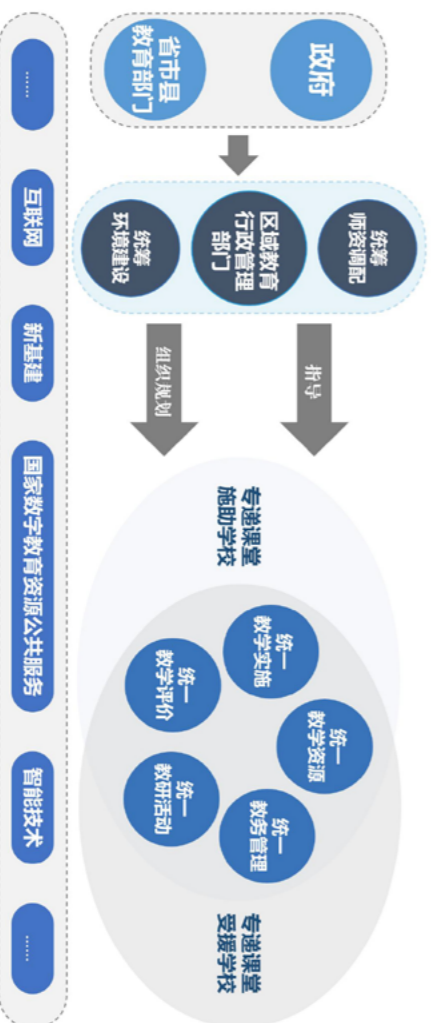 政府
省市县
教育部门
统筹
师资调配
区域教育
行政管理
部门
统筹
环境建设
指导
组织规划
专递课堂
施助学校
统一
教学资源
统一
教学实施
统一
教务管理
统一
教学评价
统一
教研活动
专递课堂
受援学校
......
互联网
新基建
国家数字教育资源公共服务
智能技术
......